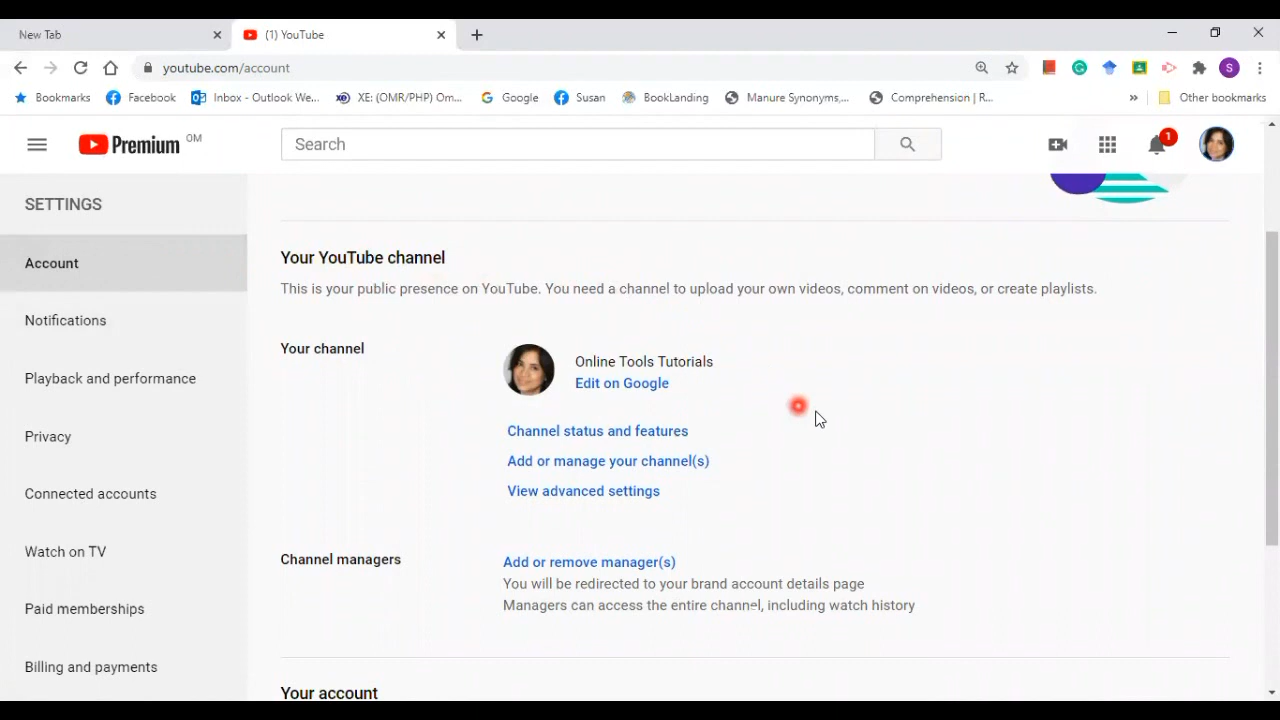 New Tab
(1) YouTube
youtube.com/account
S
Bookmarks
Facebook
Inbox - Outlook We...
XE: (OMR/PHP) Om...
Google
Susan
BookLanding
Manure Synonyms,...
Comprehension | R...
Other bookmarks
Premium OM
Search
1
SETTINGS
Account
Notifications
Playback and performance
Privacy
Connected accounts
Watch on TV
Paid memberships
Billing and payments
Your YouTube channel
This is your public presence on YouTube. You need a channel to upload your own videos, comment on videos, or create playlists.
Your channel
Online Tools Tutorials
Edit on Google
Channel status and features
Add or manage your channel(s)
View advanced settings
Channel managers
Add or remove manager(s)
You will be redirected to your brand account details page
Managers can access the entire channel, including watch history
Your account